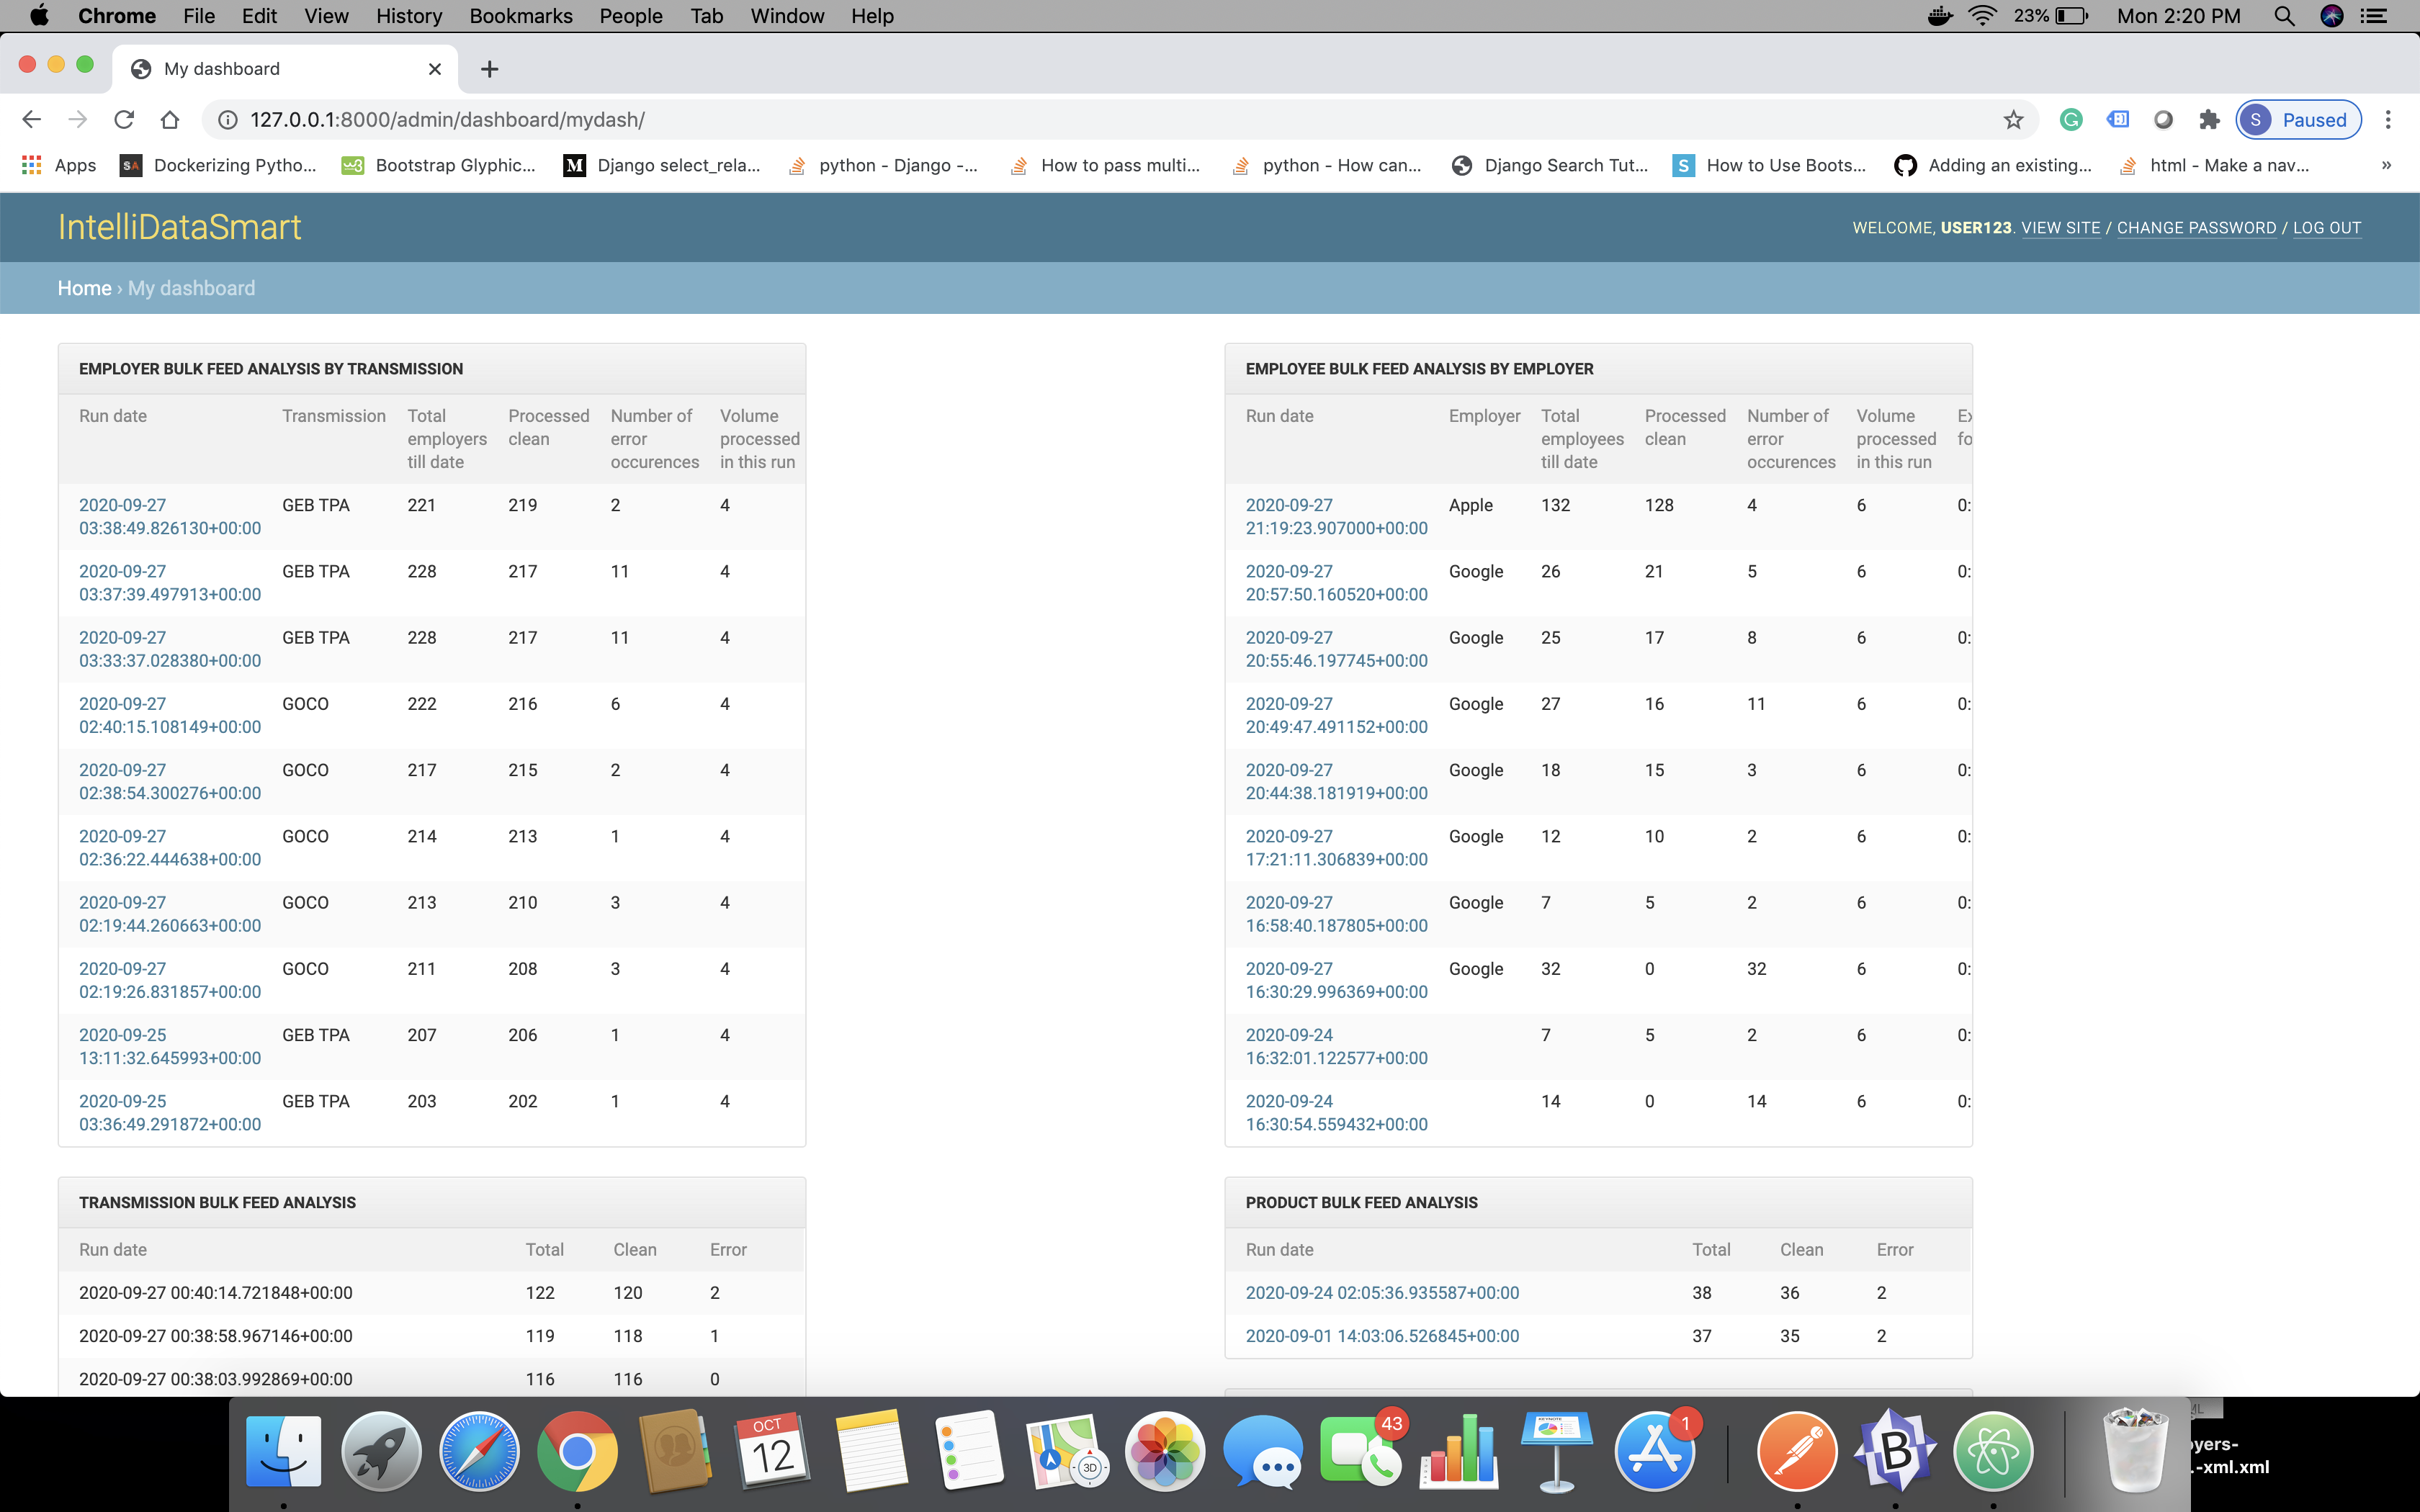 Chrome File Edit View History Bookmarks People Tab Window Help 23% Mon 2:20 PM
My dashboard
127.0.0.1:8000/admin/dashboard/mydash/ S Paused
Apps SA Dockerizing Pytho... w3 Bootstrap Glyphic... M Django select_rela... python - Django -... How to pass multi... python - How can... Django Search Tut... S How to Use Boots... Adding an existing... html - Make a nav... »
IntelliDataSmart WELCOME, USER123. VIEW SITE / CHANGE PASSWORD / LOG OUT
Home › My dashboard
EMPLOYER BULK FEED ANALYSIS BY TRANSMISSION
Run date Transmission Total Processed Number of Volume
employers clean error processed
till date occurences in this run
2020-09-27 GEB TPA 221 219 2 4
03:38:49.826130+00:00
2020-09-27 GEB TPA 228 217 11 4
03:37:39.497913+00:00
2020-09-27 GEB TPA 228 217 11 4
03:33:37.028380+00:00
2020-09-27 GOCO 222 216 6 4
02:40:15.108149+00:00
2020-09-27 GOCO 217 215 2 4
02:38:54.300276+00:00
2020-09-27 GOCO 214 213 1 4
02:36:22.444638+00:00
2020-09-27 GOCO 213 210 3 4
02:19:44.260663+00:00
2020-09-27 GOCO 211 208 3 4
02:19:26.831857+00:00
2020-09-25 GEB TPA 207 206 1 4
13:11:32.645993+00:00
2020-09-25 GEB TPA 203 202 1 4
03:36:49.291872+00:00
EMPLOYEE BULK FEED ANALYSIS BY EMPLOYER
Run date Employer Total Processed Number of Volume Ex
employees clean error processed fo
till date occurences in this run
2020-09-27 Apple 132 128 4 6 0:
21:19:23.907000+00:00
2020-09-27 Google 26 21 5 6 0:
20:57:50.160520+00:00
2020-09-27 Google 25 17 8 6 0:
20:55:46.197745+00:00
2020-09-27 Google 27 16 11 6 0:
20:49:47.491152+00:00
2020-09-27 Google 18 15 3 6 0:
20:44:38.181919+00:00
2020-09-27 Google 12 10 2 6 0:
17:21:11.306839+00:00
2020-09-27 Google 7 5 2 6 0:
16:58:40.187805+00:00
2020-09-27 Google 32 0 32 6 0:
16:30:29.996369+00:00
2020-09-24 7 5 2 6 0:
16:32:01.122577+00:00
2020-09-24 14 0 14 6 0:
16:30:54.559432+00:00
TRANSMISSION BULK FEED ANALYSIS
Run date Total Clean Error
2020-09-27 00:40:14.721848+00:00 122 120 2
2020-09-27 00:38:58.967146+00:00 119 118 1
2020-09-27 00:38:03.992869+00:00 116 116 0
PRODUCT BULK FEED ANALYSIS
Run date Total Clean Error
2020-09-24 02:05:36.935587+00:00 38 36 2
2020-09-01 14:03:06.526845+00:00 37 35 2
OCT
12
3D
43
KEYNOTE
1
B
yers-
-xml.xml